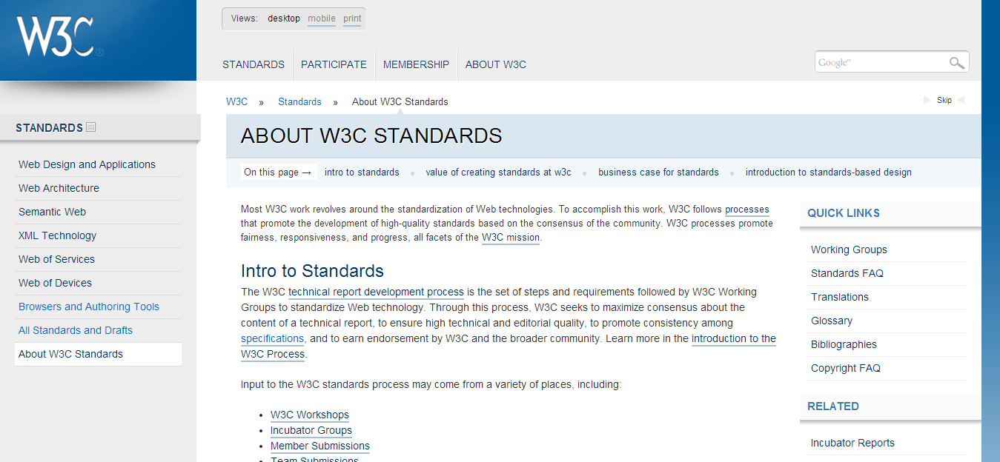 W3C®
Views: desktop mobile print
STANDARDS PARTICIPATE MEMBERSHIP ABOUT W3C
Google™
W3C » Standards » About W3C Standards
Skip
STANDARDS
Web Design and Applications
Web Architecture
Semantic Web
XML Technology
Web of Services
Web of Devices
Browsers and Authoring Tools
All Standards and Drafts
About W3C Standards
ABOUT W3C STANDARDS
On this page → intro to standards • value of creating standards at w3c • business case for standards • introduction to standards-based design
Most W3C work revolves around the standardization of Web technologies. To accomplish this work, W3C follows processes
that promote the development of high-quality standards based on the consensus of the community. W3C processes promote
fairness, responsiveness, and progress, all facets of the W3C mission.
Intro to Standards
The W3C technical report development process is the set of steps and requirements followed by W3C Working
Groups to standardize Web technology. Through this process, W3C seeks to maximize consensus about the
content of a technical report, to ensure high technical and editorial quality, to promote consistency among
specifications, and to earn endorsement by W3C and the broader community. Learn more in the introduction to the
W3C Process.
Input to the W3C standards process may come from a variety of places, including:
• W3C Workshops
• Incubator Groups
• Member Submissions
• Team Submissions
QUICK LINKS
Working Groups
Standards FAQ
Translations
Glossary
Bibliographies
Copyright FAQ
RELATED
Incubator Reports